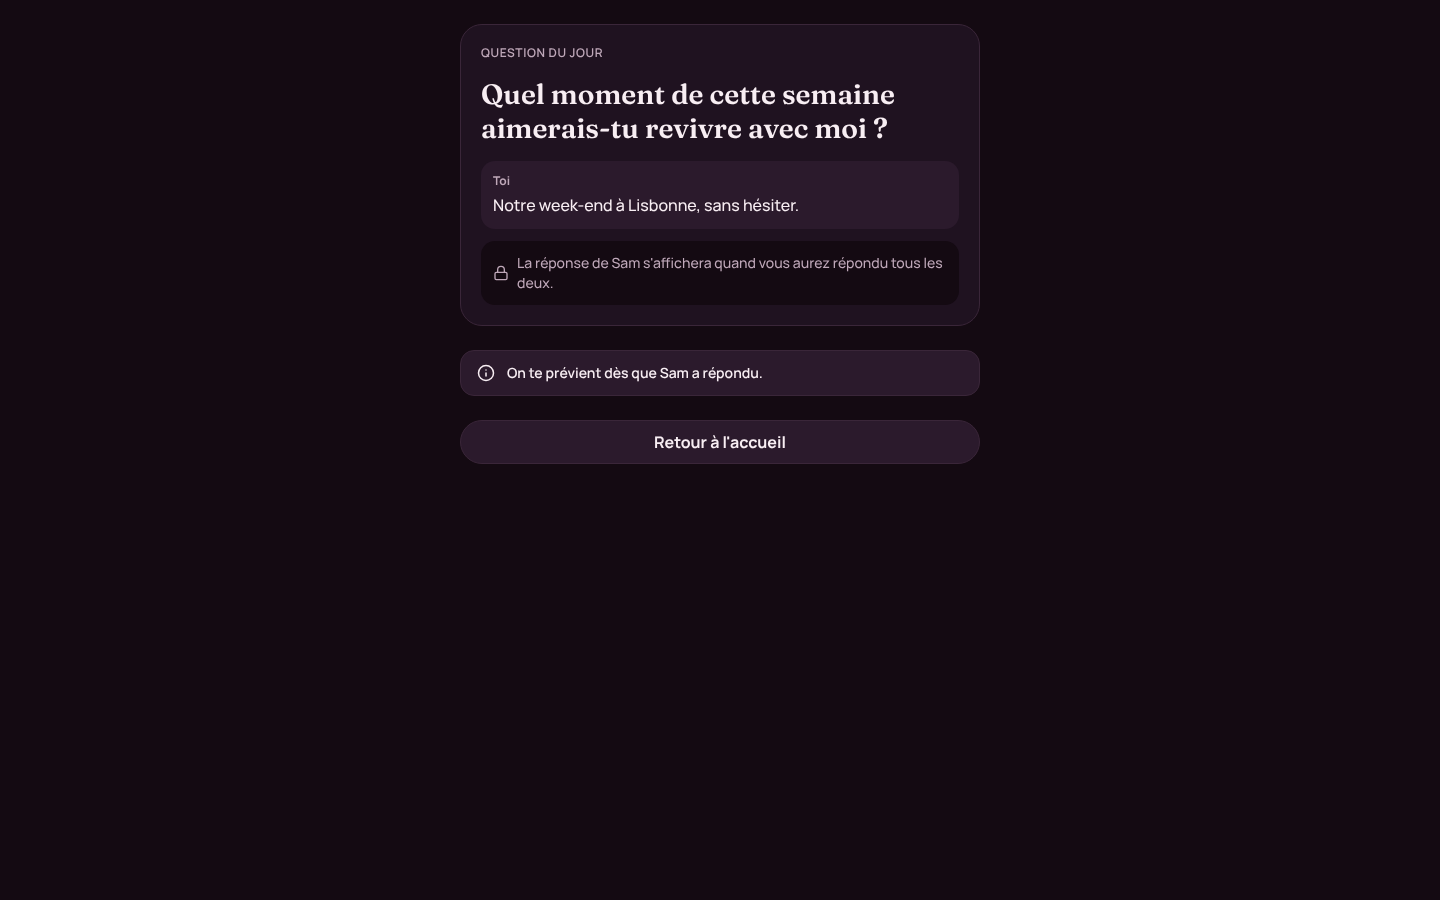 QUESTION DU JOUR
Quel moment de cette semaine
aimerais-tu revivre avec moi ?
Toi
Notre week-end à Lisbonne, sans hésiter.
La réponse de Sam s'affichera quand vous aurez répondu tous les
deux.
On te prévient dès que Sam a répondu.
Retour à l'accueil